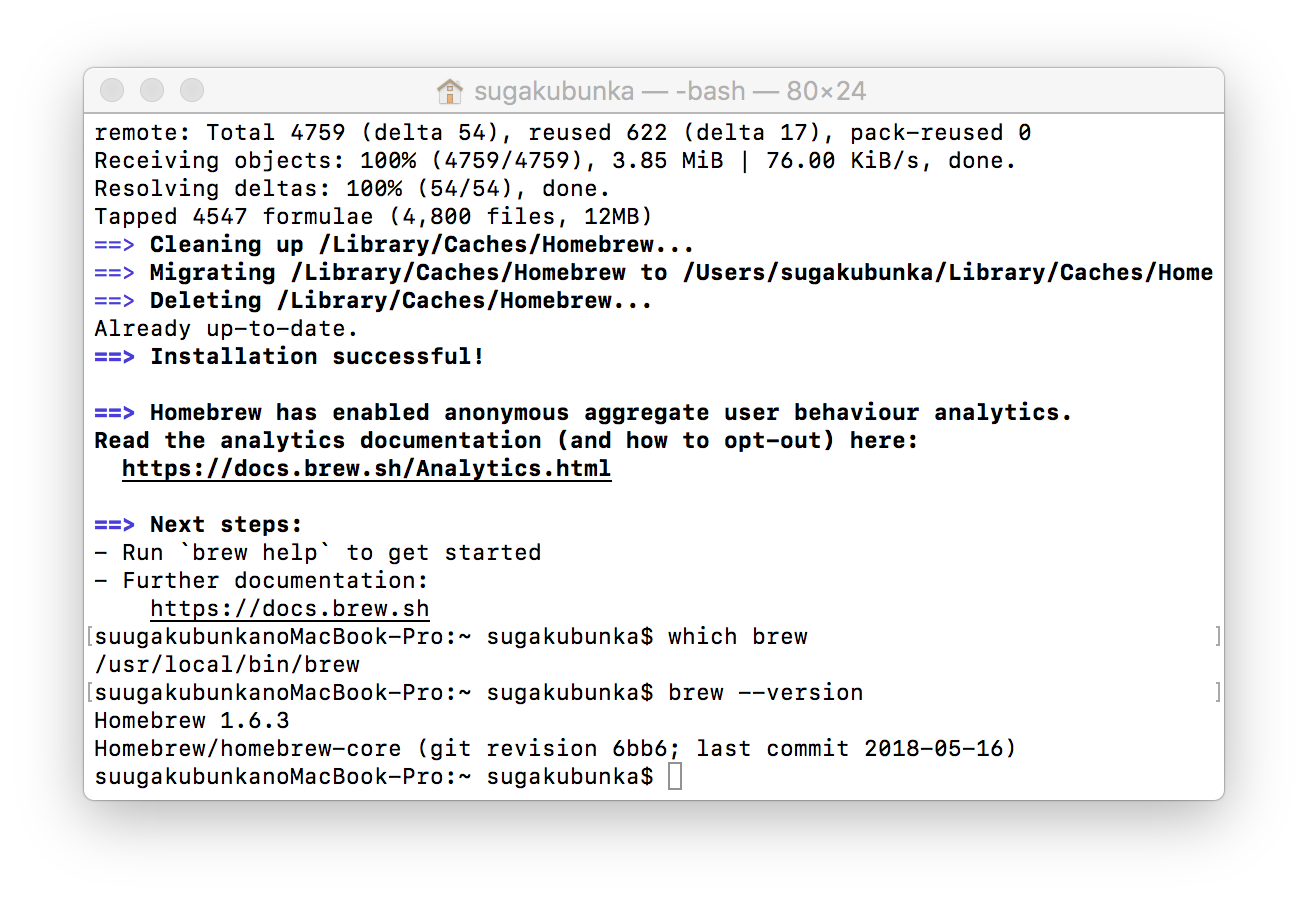 sugakubunka — -bash — 80×24
remote: Total 4759 (delta 54), reused 622 (delta 17), pack-reused 0
Receiving objects: 100% (4759/4759), 3.85 MiB | 76.00 KiB/s, done.
Resolving deltas: 100% (54/54), done.
Tapped 4547 formulae (4,800 files, 12MB)
==> Cleaning up /Library/Caches/Homebrew...
==> Migrating /Library/Caches/Homebrew to /Users/sugakubunka/Library/Caches/Home
==> Deleting /Library/Caches/Homebrew...
Already up-to-date.
==> Installation successful!
==> Homebrew has enabled anonymous aggregate user behaviour analytics.
Read the analytics documentation (and how to opt-out) here:
https://docs.brew.sh/Analytics.html
==> Next steps:
- Run `brew help` to get started
- Further documentation:
https://docs.brew.sh
[suugakubunkanoMacBook-Pro:~ sugakubunka$ which brew ]
/usr/local/bin/brew
[suugakubunkanoMacBook-Pro:~ sugakubunka$ brew --version ]
Homebrew 1.6.3
Homebrew/homebrew-core (git revision 6bb6; last commit 2018-05-16)
suugakubunkanoMacBook-Pro:~ sugakubunka$